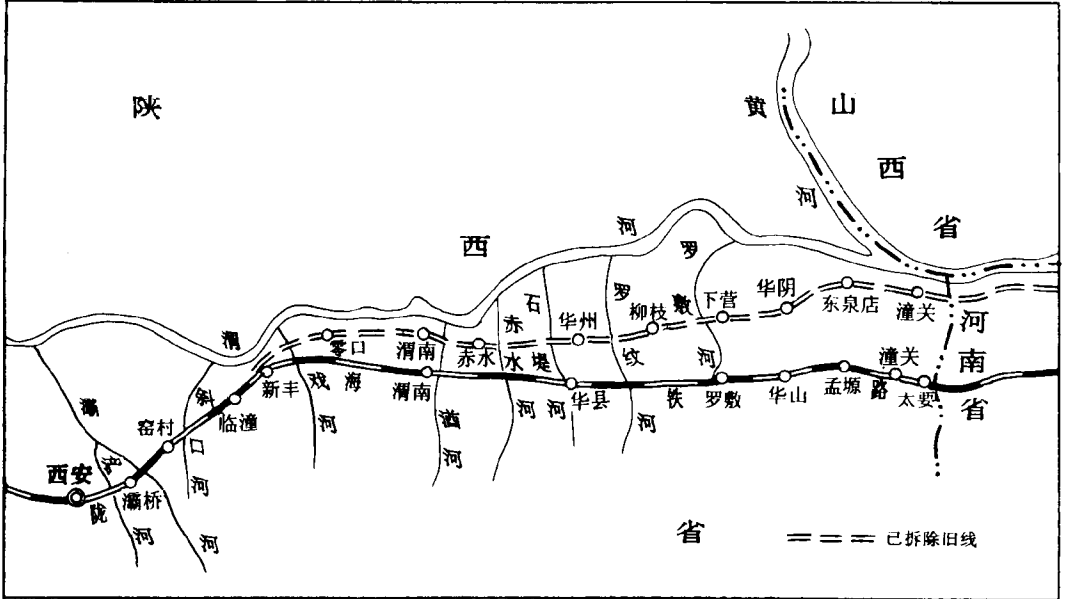 陕西省
山西省
河南省
黄河
渭河
灞河
斜口河
戏河
酒河
赤水河
石堤河
罗纹河
罗敷河
陇海铁路
西安
灞桥
窑村
临潼
新丰
零口
渭南
赤水
华州
柳枝
下营
华阴
东泉店
潼关
渭南
华县
罗敷
华山
孟塬
潼关
太要
已拆除旧线